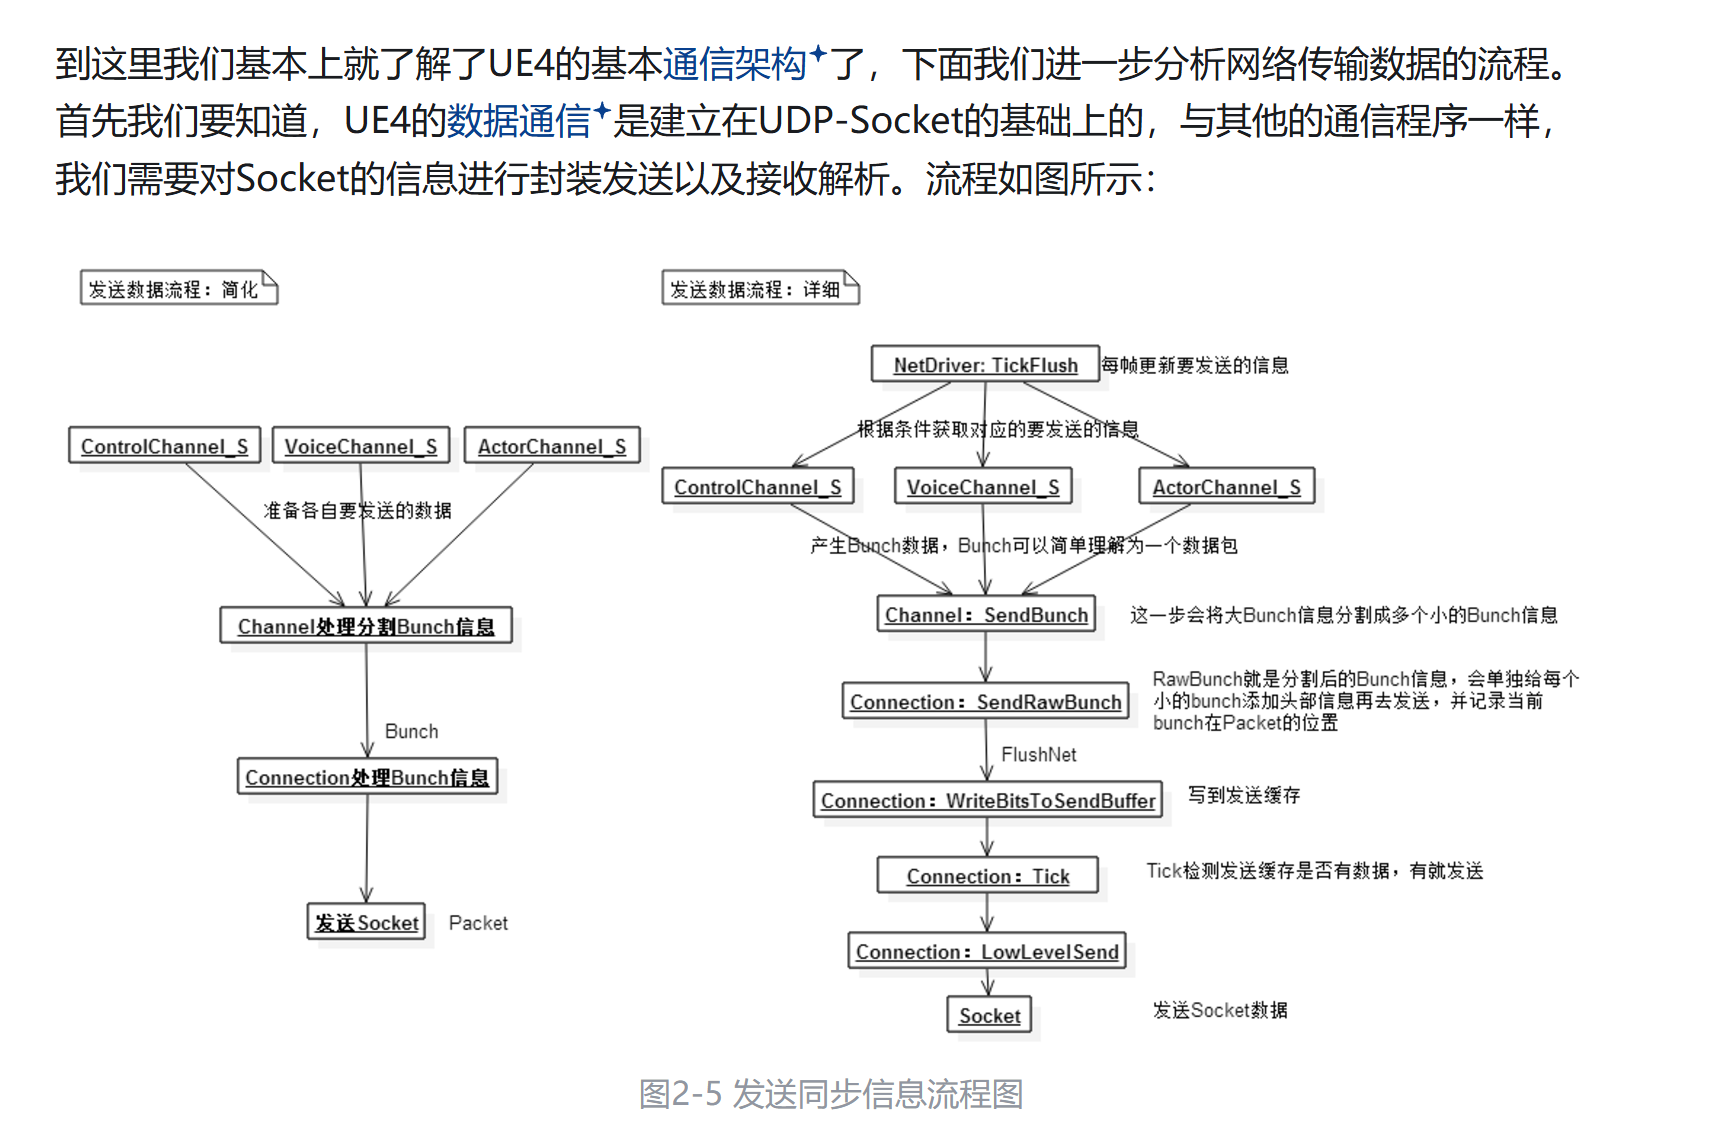 到这里我们基本上就了解了UE4的基本通信架构了，下面我们进一步分析网络传输数据的流程。
首先我们要知道，UE4的数据通信是建立在UDP-Socket的基础上的，与其他的通信程序一样，
我们需要对Socket的信息进行封装发送以及接收解析。流程如图所示：
发送数据流程：简化
ControlChannel_S
VoiceChannel_S
ActorChannel_S
准备各自要发送的数据
Channel处理分割Bunch信息
Bunch
Connection处理Bunch信息
发送Socket
Packet
发送数据流程：详细
NetDriver: TickFlush
每帧更新要发送的信息
根据条件获取对应的要发送的信息
ControlChannel_S
VoiceChannel_S
ActorChannel_S
产生Bunch数据，Bunch可以简单理解为一个数据包
Channel：SendBunch
这一步会将大Bunch信息分割成多个小的Bunch信息
Connection：SendRawBunch
RawBunch就是分割后的Bunch信息，会单独给每个
小的bunch添加头部信息再去发送，并记录当前
bunch在Packet的位置
FlushNet
Connection：WriteBitsToSendBuffer
写到发送缓存
Connection：Tick
Tick检测发送缓存是否有数据，有就发送
Connection：LowLevelSend
Socket
发送Socket数据
图2-5 发送同步信息流程图